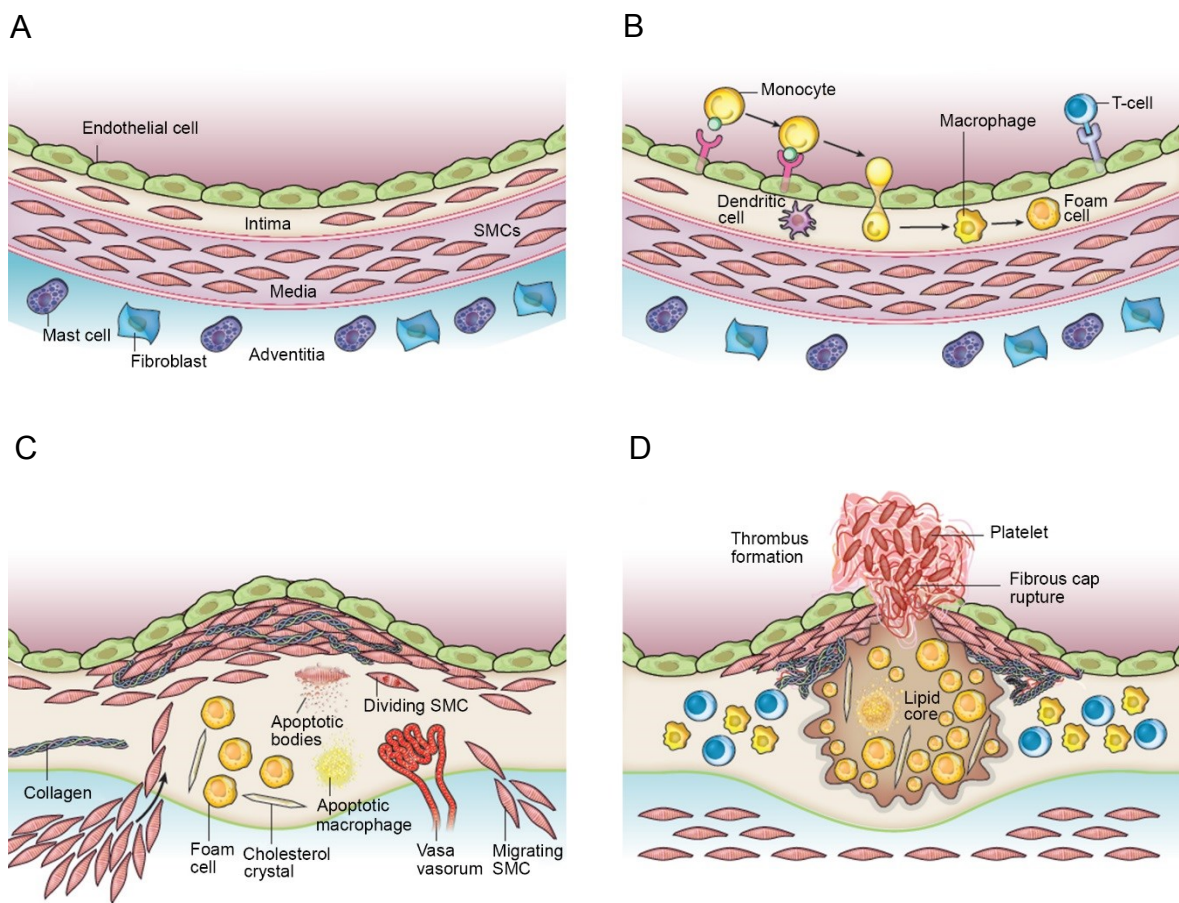 A
Endothelial cell
Intima
SMCs
Media
Mast cell
Fibroblast
Adventitia
B
Monocyte
T-cell
Macrophage
Dendritic
cell
Foam
cell
C
Dividing SMC
Apoptotic
bodies
Collagen
Apoptotic
macrophage
Foam
cell
Cholesterol
crystal
Vasa
vasorum
Migrating
SMC
D
Thrombus
formation
Platelet
Fibrous cap
rupture
Lipid
core